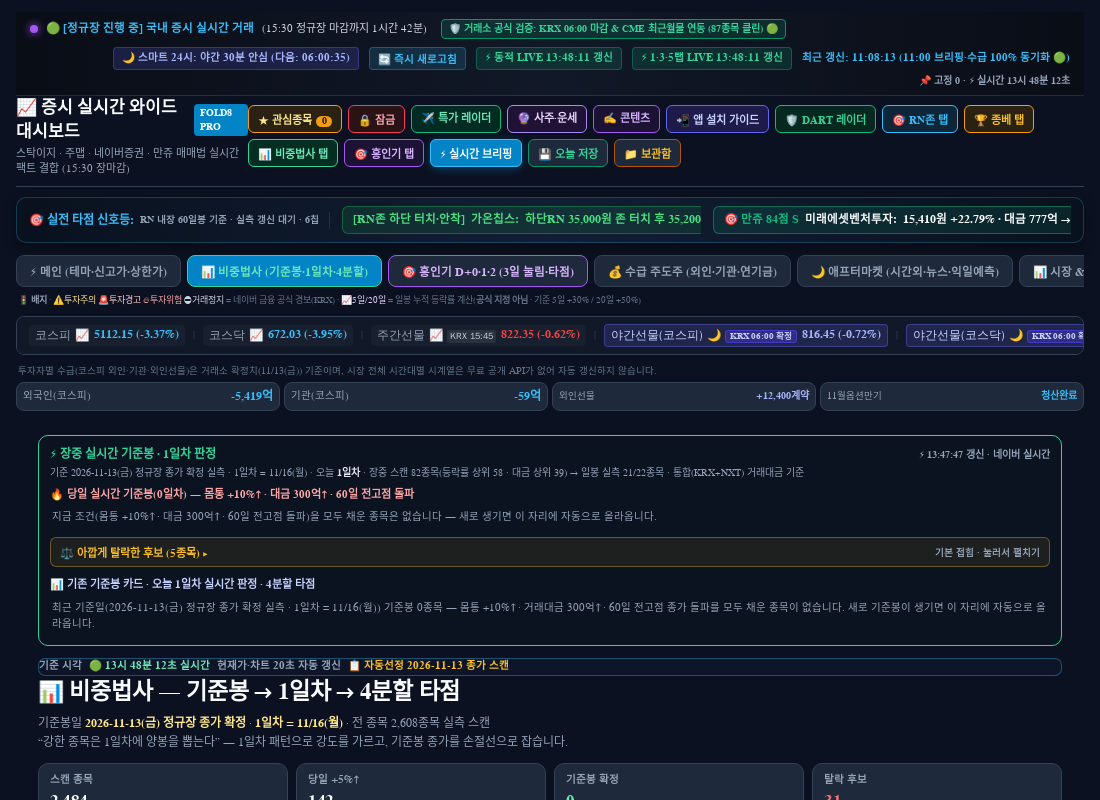 🟢 [정규장 진행 중] 국내 증시 실시간 거래 (15:30 정규장 마감까지 1시간 42분) 🛡️ 거래소 공식 검증: KRX 06:00 마감 & CME 최근월물 연동 (87종목 클린) 🟢
🌙 스마트 24시: 야간 30분 안심 (다음: 06:00:35) 🔄 즉시 새로고침 ⚡ 동적 LIVE 13:48:11 갱신 ⚡ 1·3·5탭 LIVE 13:48:11 갱신 최근 갱신: 11:08:13 (11:00 브리핑·수급 100% 동기화 🟢)
📌 고정 0 · ⚡ 실시간 13시 48분 12초
📈 증시 실시간 와이드 대시보드
FOLD8 PRO
스탁이지 · 주맵 · 네이버증권 · 만쥬 매매법 실시간 팩트 결합 (15:30 장마감)
★ 관심종목 0 🔒 잠금 ✈️ 특가 레이더 🔮 사주·운세 ✍️ 콘텐츠 📲 앱 설치 가이드 🛡️ DART 레이더 🎯 RN존 탭 🏆 종베 탭
📊 비중법사 탭 🎯 홍인기 탭 ⚡ 실시간 브리핑 💾 오늘 저장 📁 보관함
🎯 실전 타점 신호등: RN 내장 60일봉 기준 · 실측 갱신 대기 · 6칩 [RN존 하단 터치·안착] 가온칩스: 하단RN 35,000원 존 터치 후 35,200 🎯 만쥬 84점 S 미래에셋벤처투자: 15,410원 +22.79% · 대금 777억 →
⚡ 메인 (테마·신고가·상한가) 📊 비중법사 (기준봉·1일차·4분할) 🎯 홍인기 D+0·1·2 (3일 눌림·타점) 💰 수급 주도주 (외인·기관·연기금) 🌙 애프터마켓 (시간외·뉴스·익일예측) 📊 시장 &
🚦 배지 · ⚠️투자주의 🚨투자경고 ⛔투자위험 ⛔거래정지 = 네이버 금융 공식 경보(KRX) · 📈5일/20일 = 일봉 누적 등락률 계산(공식 지정 아님 · 기준 5일 +30% / 20일 +50%)
코스피 📈 5112.15 (-3.37%) 코스닥 📈 672.03 (-3.95%) 주간선물 📈 KRX 15:45 822.35 (-0.62%) 야간선물(코스피) 🌙 KRX 06:00 확정 816.45 (-0.72%) 야간선물(코스닥) 🌙 KRX 06:00
투자자별 수급(코스피 외인·기관·외인선물)은 거래소 확정치(11/13(금)) 기준이며, 시장 전체 시간대별 시계열은 무료 공개 API가 없어 자동 갱신하지 않습니다.
외국인(코스피) -5,419억 기관(코스피) -59억 외인선물 +12,400계약 11월옵션만기 청산완료
⚡ 장중 실시간 기준봉 · 1일차 판정 ⚡ 13:47:47 갱신 · 네이버 실시간
기준 2026-11-13(금) 정규장 종가 확정 실측 · 1일차 = 11/16(월) · 오늘 1일차 · 장중 스캔 82종목(등락률 상위 58 · 대금 상위 39) → 일봉 실측 21/22종목 · 통합(KRX+NXT) 거래대금 기준
🔥 당일 실시간 기준봉(0일차) — 몸통 +10%↑ · 대금 300억↑ · 60일 전고점 돌파
지금 조건(몸통 +10%↑ · 대금 300억↑ · 60일 전고점 돌파)을 모두 채운 종목은 없습니다 — 새로 생기면 이 자리에 자동으로 올라옵니다.
⚖️ 아깝게 탈락한 후보 (5종목) ▸ 기본 접힘 · 눌러서 펼치기
📊 기존 기준봉 카드 · 오늘 1일차 실시간 판정 · 4분할 타점
최근 기준일(2026-11-13(금) 정규장 종가 확정 실측 · 1일차 = 11/16(월)) 기준봉 0종목 — 몸통 +10%↑ · 거래대금 300억↑ · 60일 전고점 종가 돌파를 모두 채운 종목이 없습니다. 새로 기준봉이 생기면 이 자리에 자동으로 올
라옵니다.
기준 시각 🟢 13시 48분 12초 실시간 현재가·차트 20초 자동 갱신 📋 자동선정 2026-11-13 종가 스캔
📊 비중법사 — 기준봉 → 1일차 → 4분할 타점
기준봉일 2026-11-13(금) 정규장 종가 확정 · 1일차 = 11/16(월) · 전 종목 2,608종목 실측 스캔
“강한 종목은 1일차에 양봉을 뽑는다” — 1일차 패턴으로 강도를 가르고, 기준봉 종가를 손절선으로 잡습니다.
스캔 종목 당일 +5%↑ 기준봉 확정 탈락 후보
2,484 142 0 31